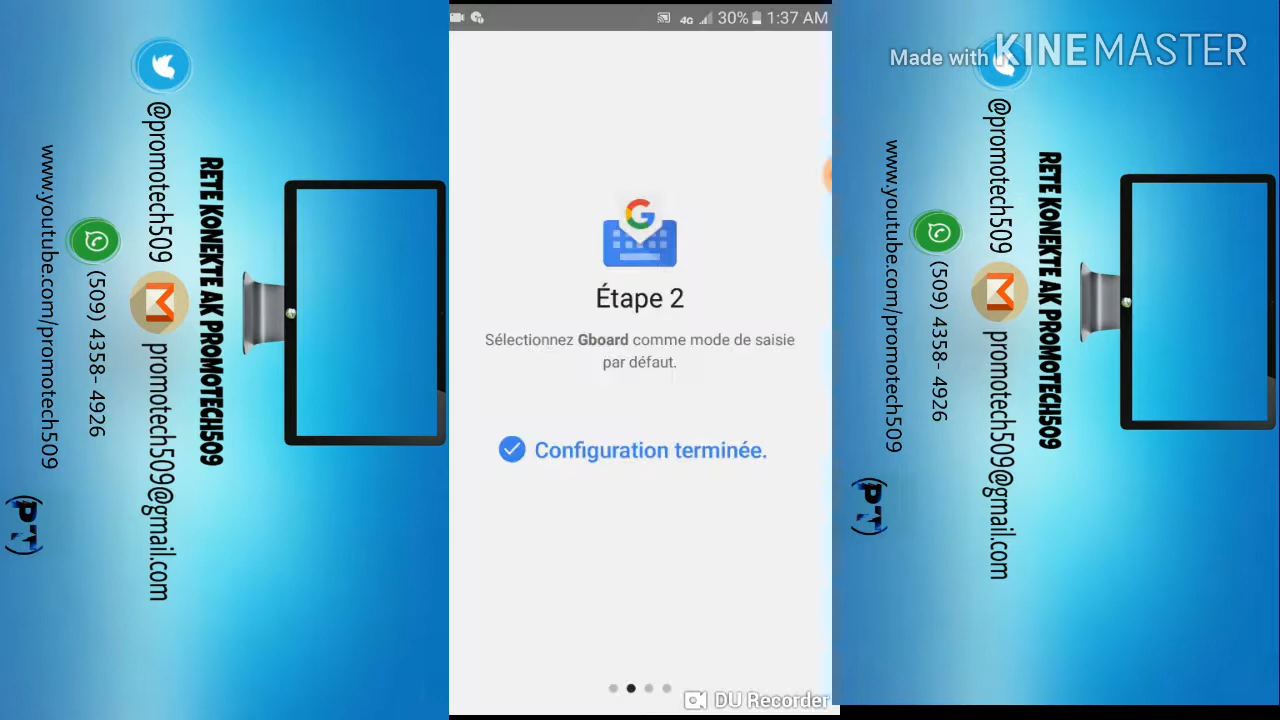 @promotech509
promotech509@gmail.com
RETE KONEKTE AK PROMOTECH509
(509) 4358- 4926
www.youtube.com/promotech509
(PT)
4G 30% 1:37 AM
G
Étape 2
Sélectionnez Gboard comme mode de saisie
par défaut.
Configuration terminée.
DU Recorder
Made with KINEMASTER
@promotech509
promotech509@gmail.com
RETE KONEKTE AK PROMOTECH509
(509) 4358- 4926
www.youtube.com/promotech509
(PT)